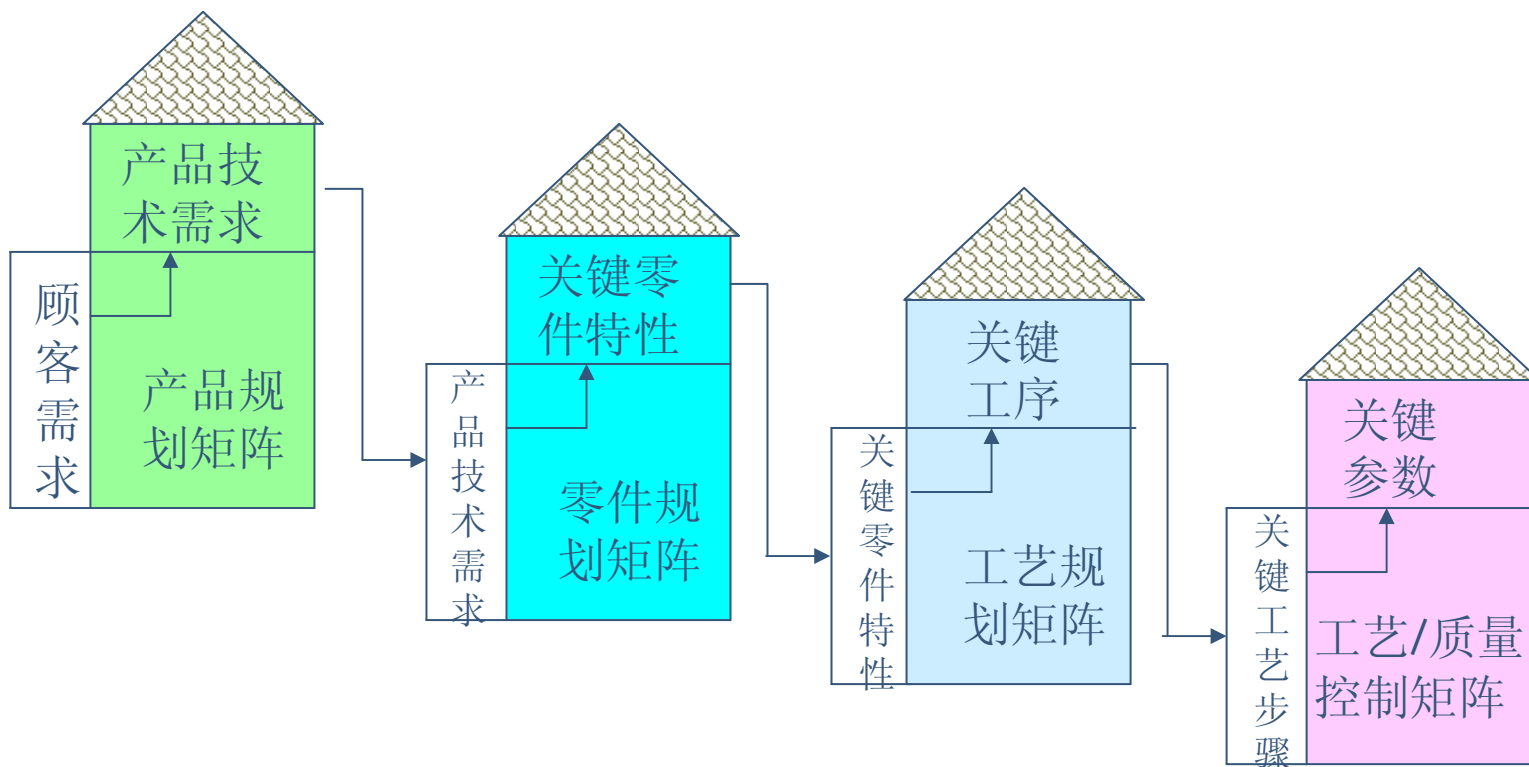 产品技
术需求
顾客需求
产品规
划矩阵
关键零
件特性
产品技术需求
零件规
划矩阵
关键
工序
关键零件特性
工艺规
划矩阵
关键
参数
关键工艺步骤
工艺/质量
控制矩阵